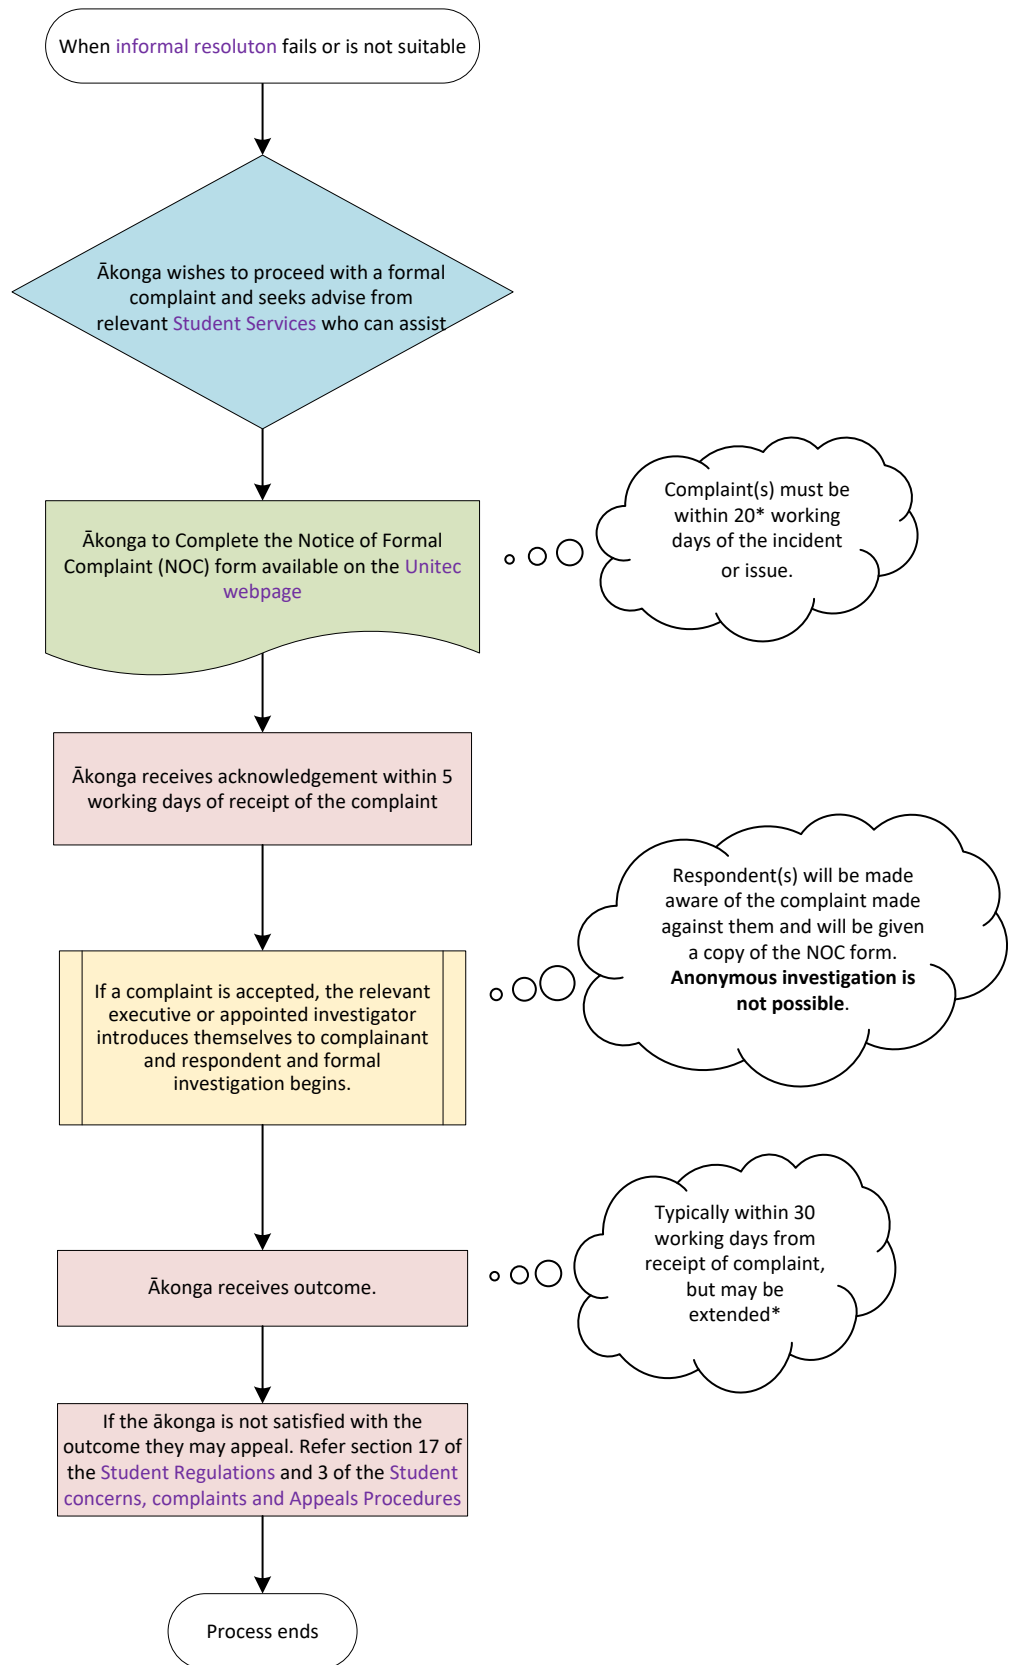 When informal resoluton fails or is not suitable
Ākonga wishes to proceed with a formal
complaint and seeks advise from
relevant Student Services who can assist
Ākonga to Complete the Notice of Formal
Complaint (NOC) form available on the Unitec
webpage
Complaint(s) must be
within 20* working
days of the incident
or issue.
Ākonga receives acknowledgement within 5
working days of receipt of the complaint
If a complaint is accepted, the relevant
executive or appointed investigator
introduces themselves to complainant
and respondent and formal
investigation begins.
Respondent(s) will be made
aware of the complaint made
against them and will be given
a copy of the NOC form.
Anonymous investigation is
not possible.
Ākonga receives outcome.
Typically within 30
working days from
receipt of complaint,
but may be
extended*
If the ākonga is not satisfied with the
outcome they may appeal. Refer section 17 of
the Student Regulations and 3 of the Student
concerns, complaints and Appeals Procedures
Process ends